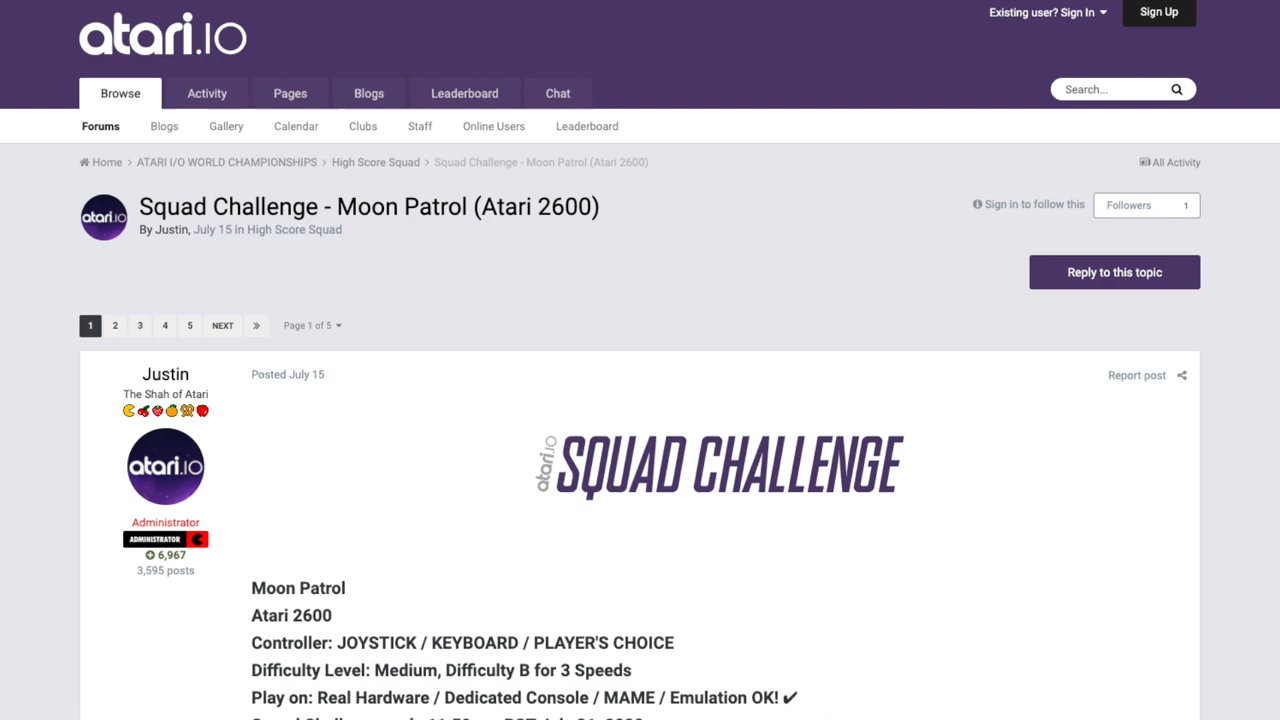 Existing user? Sign In
Sign Up
atari.IO
Browse
Activity
Pages
Blogs
Leaderboard
Chat
Search...
Forums
Blogs
Gallery
Calendar
Clubs
Staff
Online Users
Leaderboard
Home
ATARI I/O WORLD CHAMPIONSHIPS
High Score Squad
Squad Challenge - Moon Patrol (Atari 2600)
All Activity
atari.IO
Squad Challenge - Moon Patrol (Atari 2600)
By Justin, July 15 in High Score Squad
Sign in to follow this
Followers 1
Reply to this topic
1 2 3 4 5 NEXT »
Page 1 of 5
Justin
The Shah of Atari
atari.IO
Administrator
ADMINISTRATOR
6,967
3,595 posts
Posted July 15
Report post
atari.IO SQUAD CHALLENGE
Moon Patrol
Atari 2600
Controller: JOYSTICK / KEYBOARD / PLAYER'S CHOICE
Difficulty Level: Medium, Difficulty B for 3 Speeds
Play on: Real Hardware / Dedicated Console / MAME / Emulation OK! ✔